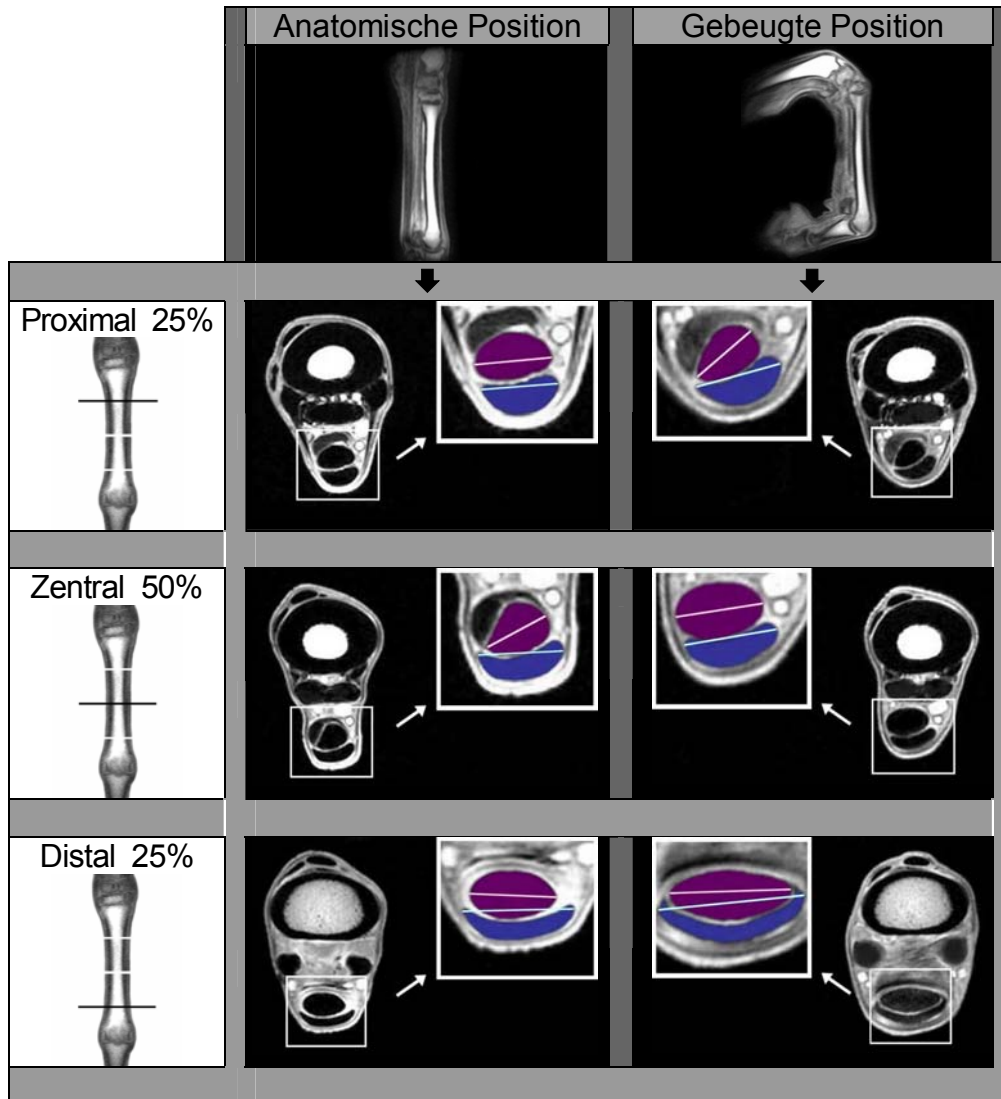 Anatomische Position
Gebeugte Position
Proximal 25%
Zentral 50%
Distal 25%